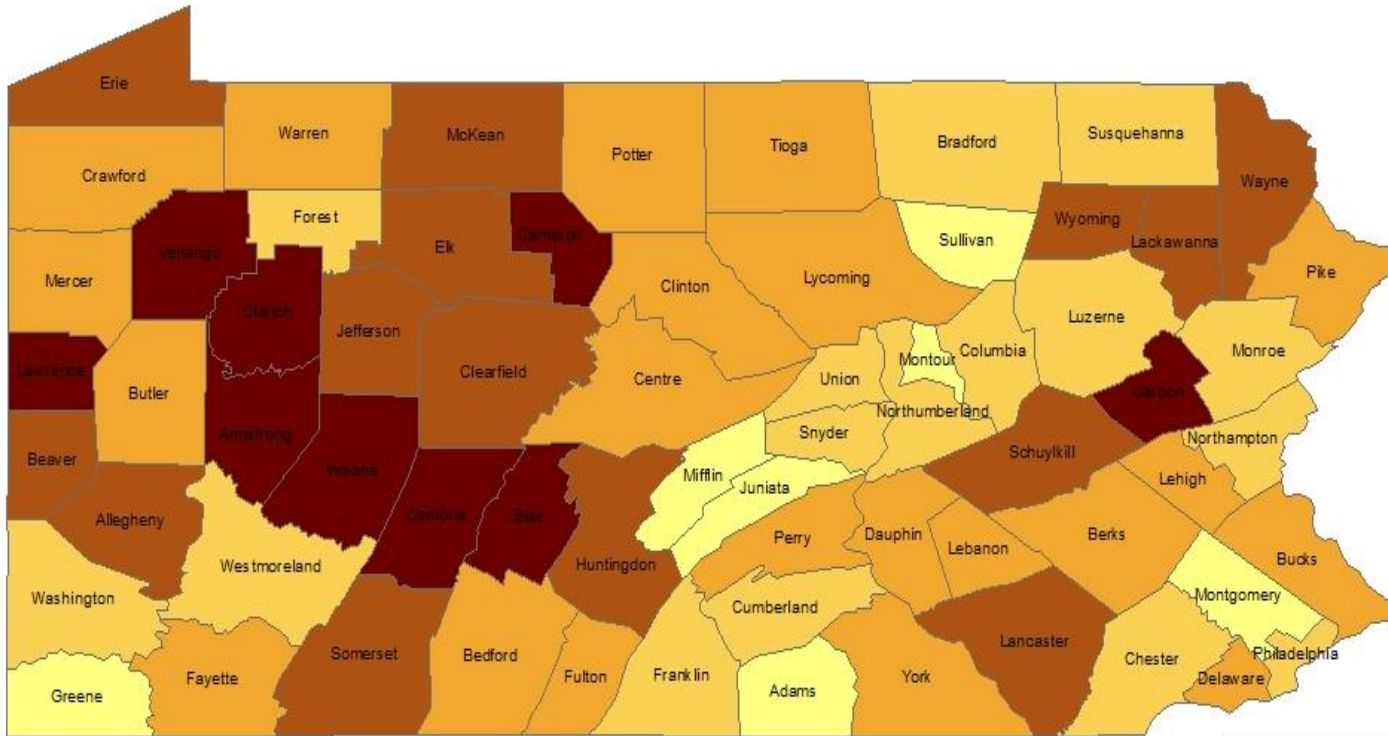 Erie
Warren
McKean
Potter
Tioga
Bradford
Susquehanna
Wayne
Crawford
Forest
Venango
Elk
Cameron
Sullivan
Wyoming
Lackawanna
Mercer
Clarion
Jefferson
Clinton
Lycoming
Pike
Luzerne
Monroe
Lawrence
Butler
Clearfield
Centre
Union
Montour
Columbia
Carbon
Armstrong
Indiana
Snyder
Northumberland
Northampton
Beaver
Allegheny
Cambria
Blair
Mifflin
Juniata
Schuylkill
Lehigh
Westmoreland
Huntingdon
Perry
Dauphin
Lebanon
Berks
Bucks
Washington
Cumberland
Montgomery
Greene
Fayette
Somerset
Bedford
Fulton
Franklin
Adams
York
Lancaster
Chester
Delaware
Philadelphia